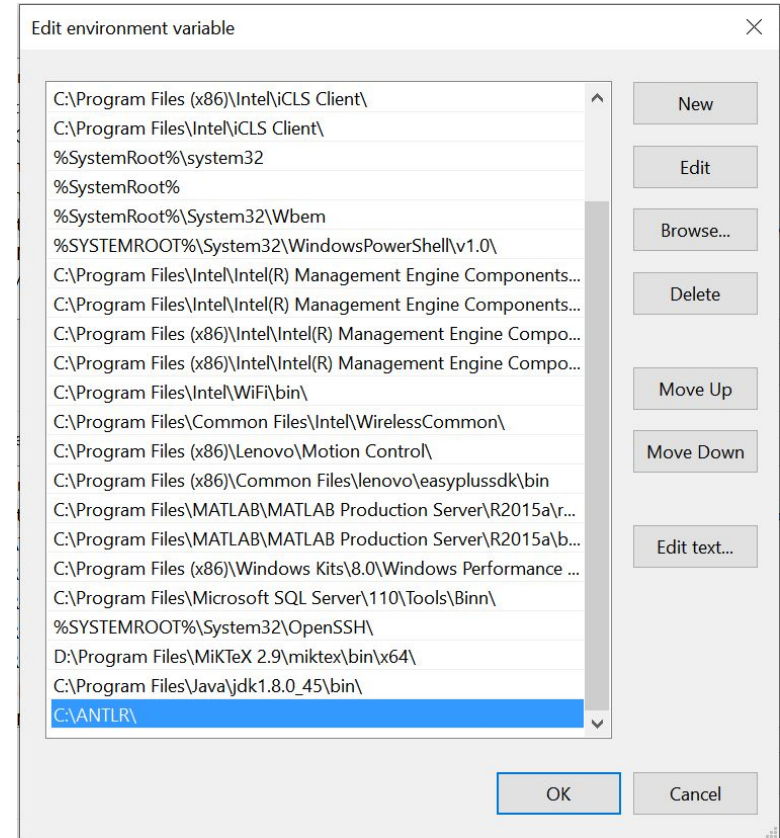 Edit environment variable
C:\Program Files (x86)\Intel\iCLS Client\
C:\Program Files\Intel\iCLS Client\
%SystemRoot%\system32
%SystemRoot%
%SystemRoot%\System32\Wbem
%SYSTEMROOT%\System32\WindowsPowerShell\v1.0\
C:\Program Files\Intel\Intel(R) Management Engine Components...
C:\Program Files\Intel\Intel(R) Management Engine Components...
C:\Program Files (x86)\Intel\Intel(R) Management Engine Compo...
C:\Program Files (x86)\Intel\Intel(R) Management Engine Compo...
C:\Program Files\Intel\WiFi\bin\
C:\Program Files\Common Files\Intel\WirelessCommon\
C:\Program Files (x86)\Lenovo\Motion Control\
C:\Program Files (x86)\Common Files\lenovo\easyplussdk\bin
C:\Program Files\MATLAB\MATLAB Production Server\R2015a\r...
C:\Program Files\MATLAB\MATLAB Production Server\R2015a\b...
C:\Program Files (x86)\Windows Kits\8.0\Windows Performance ...
C:\Program Files\Microsoft SQL Server\110\Tools\Binn\
%SYSTEMROOT%\System32\OpenSSH\
D:\Program Files\MiKTeX 2.9\miktex\bin\x64\
C:\Program Files\Java\jdk1.8.0_45\bin\
C:\ANTLR\
New
Edit
Browse...
Delete
Move Up
Move Down
Edit text...
OK
Cancel